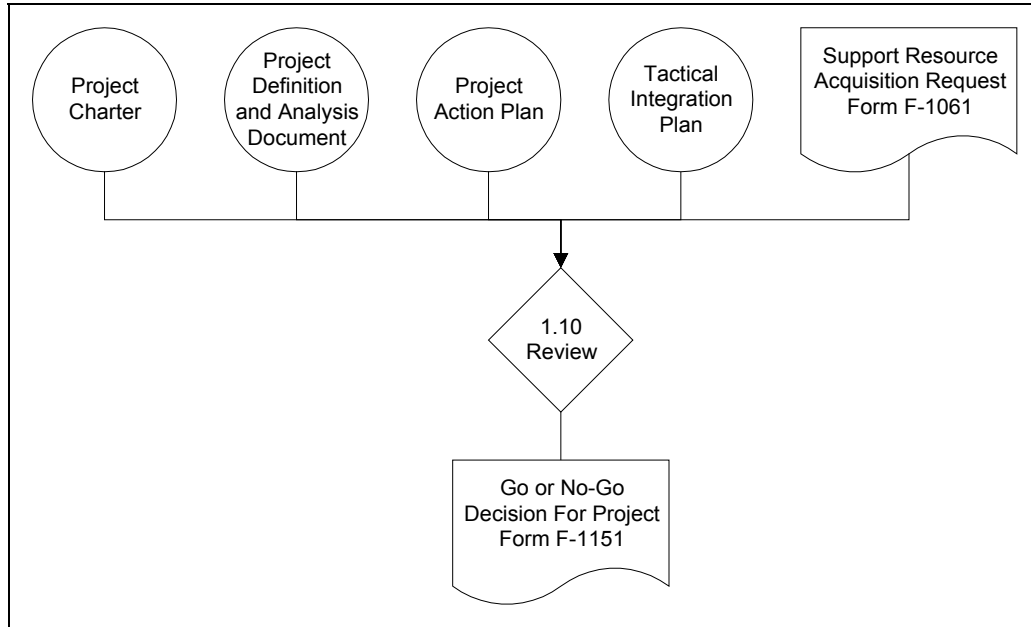 Project
Charter
Project
Definition
and Analysis
Document
Project
Action Plan
Tactical
Integration
Plan
Support Resource
Acquisition Request
Form F-1061
1.10
Review
Go or No-Go
Decision For Project
Form F-1151